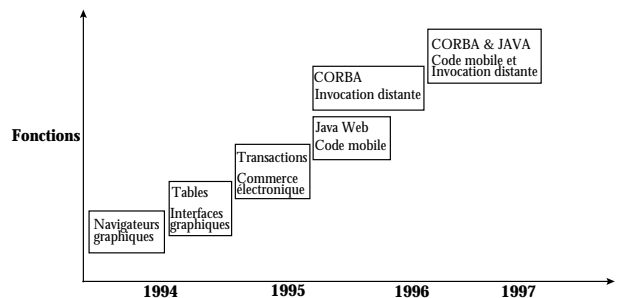 CORBA & JAVA
Code mobile et
Invocation distante
CORBA
Invocation distante
Java Web
Code mobile
Fonctions
Transactions
Commerce
électronique
Tables
Interfaces
graphiques
Navigateurs
graphiques
1994
1995
1996
1997